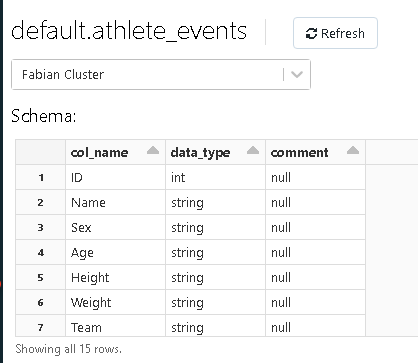 default.athlete_events
Refresh
Fabian Cluster
Schema:
col_name data_type comment
1 ID int null
2 Name string null
3 Sex string null
4 Age string null
5 Height string null
6 Weight string null
7 Team string null
Showing all 15 rows.